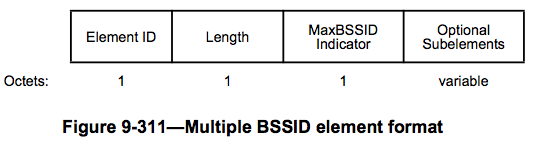 Element ID
Length
MaxBSSID
Indicator
Optional
Subelements
Octets: 1 1 1 variable
Figure 9-311—Multiple BSSID element format